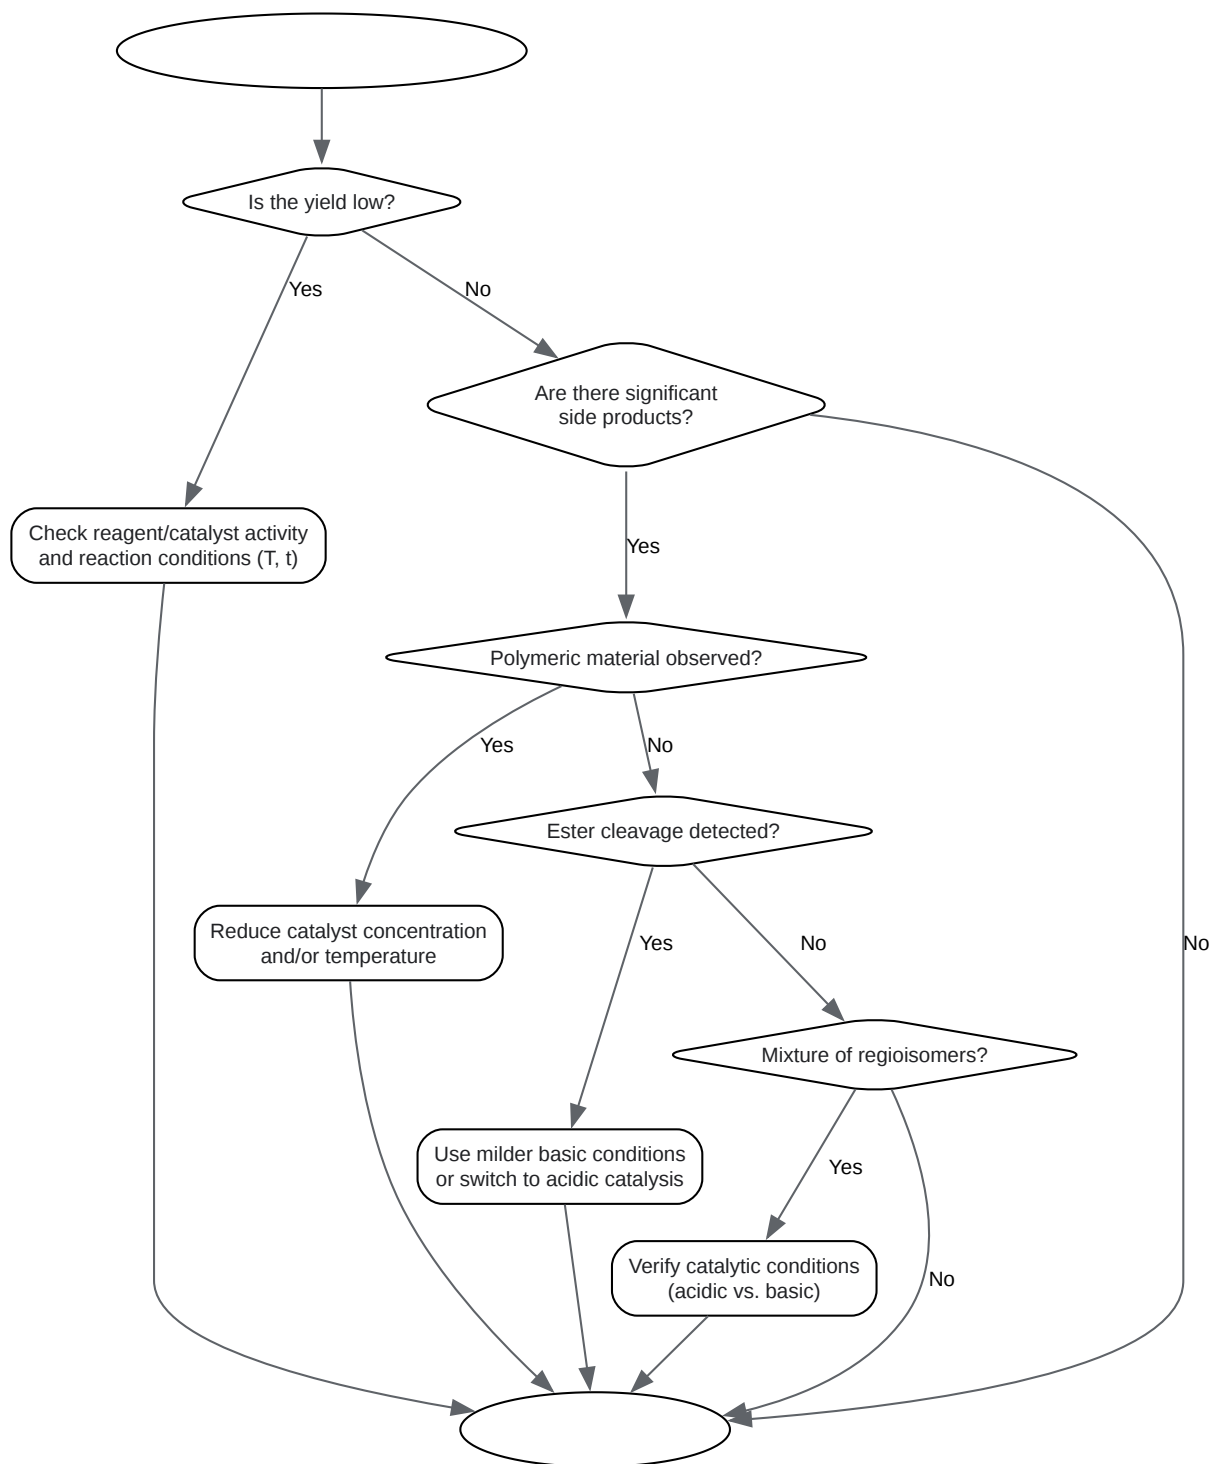 Is the yield low?
Yes
No
Are there significant
side products?
Check reagent/catalyst activity
and reaction conditions (T, t)
Yes
Polymeric material observed?
Yes
No
Ester cleavage detected?
Reduce catalyst concentration
and/or temperature
Yes
No
No
Mixture of regioisomers?
Use milder basic conditions
or switch to acidic catalysis
Yes
Verify catalytic conditions
(acidic vs. basic)
No